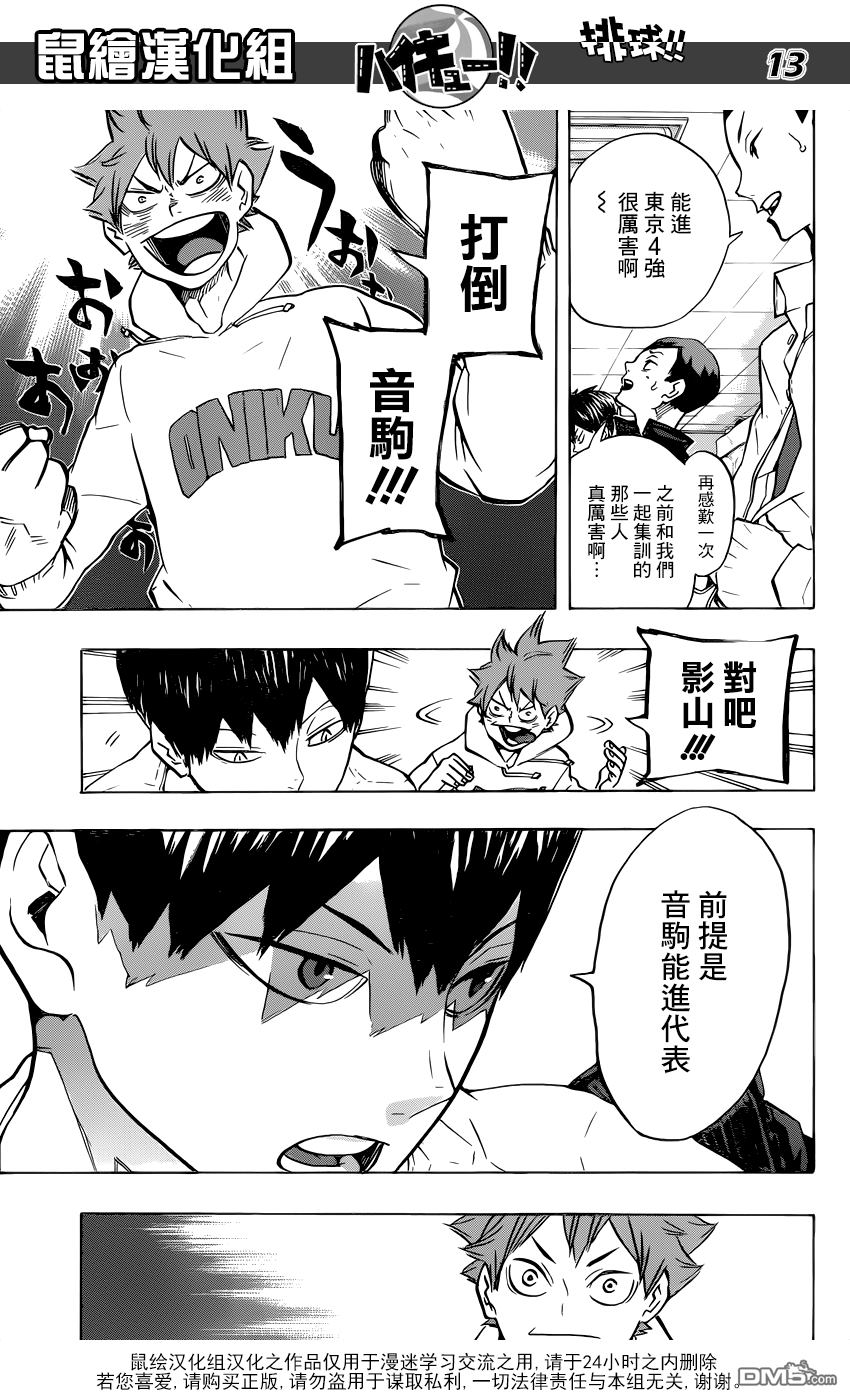 鼠繪漢化組
ハイキュー!!
排球!!
13
能進
東京4強
很厲害啊
～
再感歎一次
之前和我們
一起集訓的
那些人
真厲害啊…
打倒
音駒!!!
うおぉ
おおお
ONIKU
對吧
影山!!!
前提是
音駒能進代表
鼠绘汉化组汉化之作品仅用于漫迷学习交流之用, 请于24小时之内删除
若您喜爱, 请购买正版, 请勿用于谋取私利, 一切法律责任与本组无关, 谢谢。
DM5.com